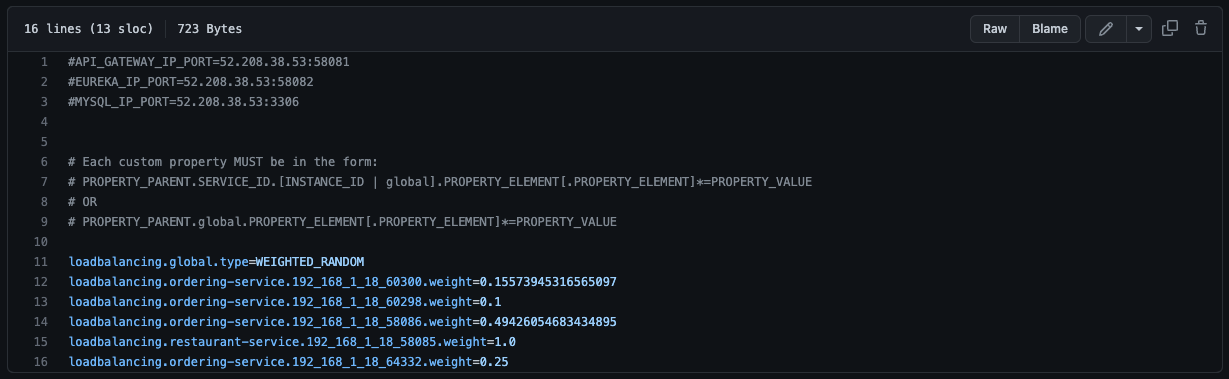 16 lines (13 sloc) 723 Bytes Raw Blame
1 #API_GATEWAY_IP_PORT=52.208.38.53:58081
2 #EUREKA_IP_PORT=52.208.38.53:58082
3 #MYSQL_IP_PORT=52.208.38.53:3306
4
5
6 # Each custom property MUST be in the form:
7 # PROPERTY_PARENT.SERVICE_ID.[INSTANCE_ID | global].PROPERTY_ELEMENT[.PROPERTY_ELEMENT]*=PROPERTY_VALUE
8 # OR
9 # PROPERTY_PARENT.global.PROPERTY_ELEMENT[.PROPERTY_ELEMENT]*=PROPERTY_VALUE
10
11 loadbalancing.global.type=WEIGHTED_RANDOM
12 loadbalancing.ordering-service.192_168_1_18_60300.weight=0.15573945316565097
13 loadbalancing.ordering-service.192_168_1_18_60298.weight=0.1
14 loadbalancing.ordering-service.192_168_1_18_58086.weight=0.49426054683434895
15 loadbalancing.restaurant-service.192_168_1_18_58085.weight=1.0
16 loadbalancing.ordering-service.192_168_1_18_64332.weight=0.25